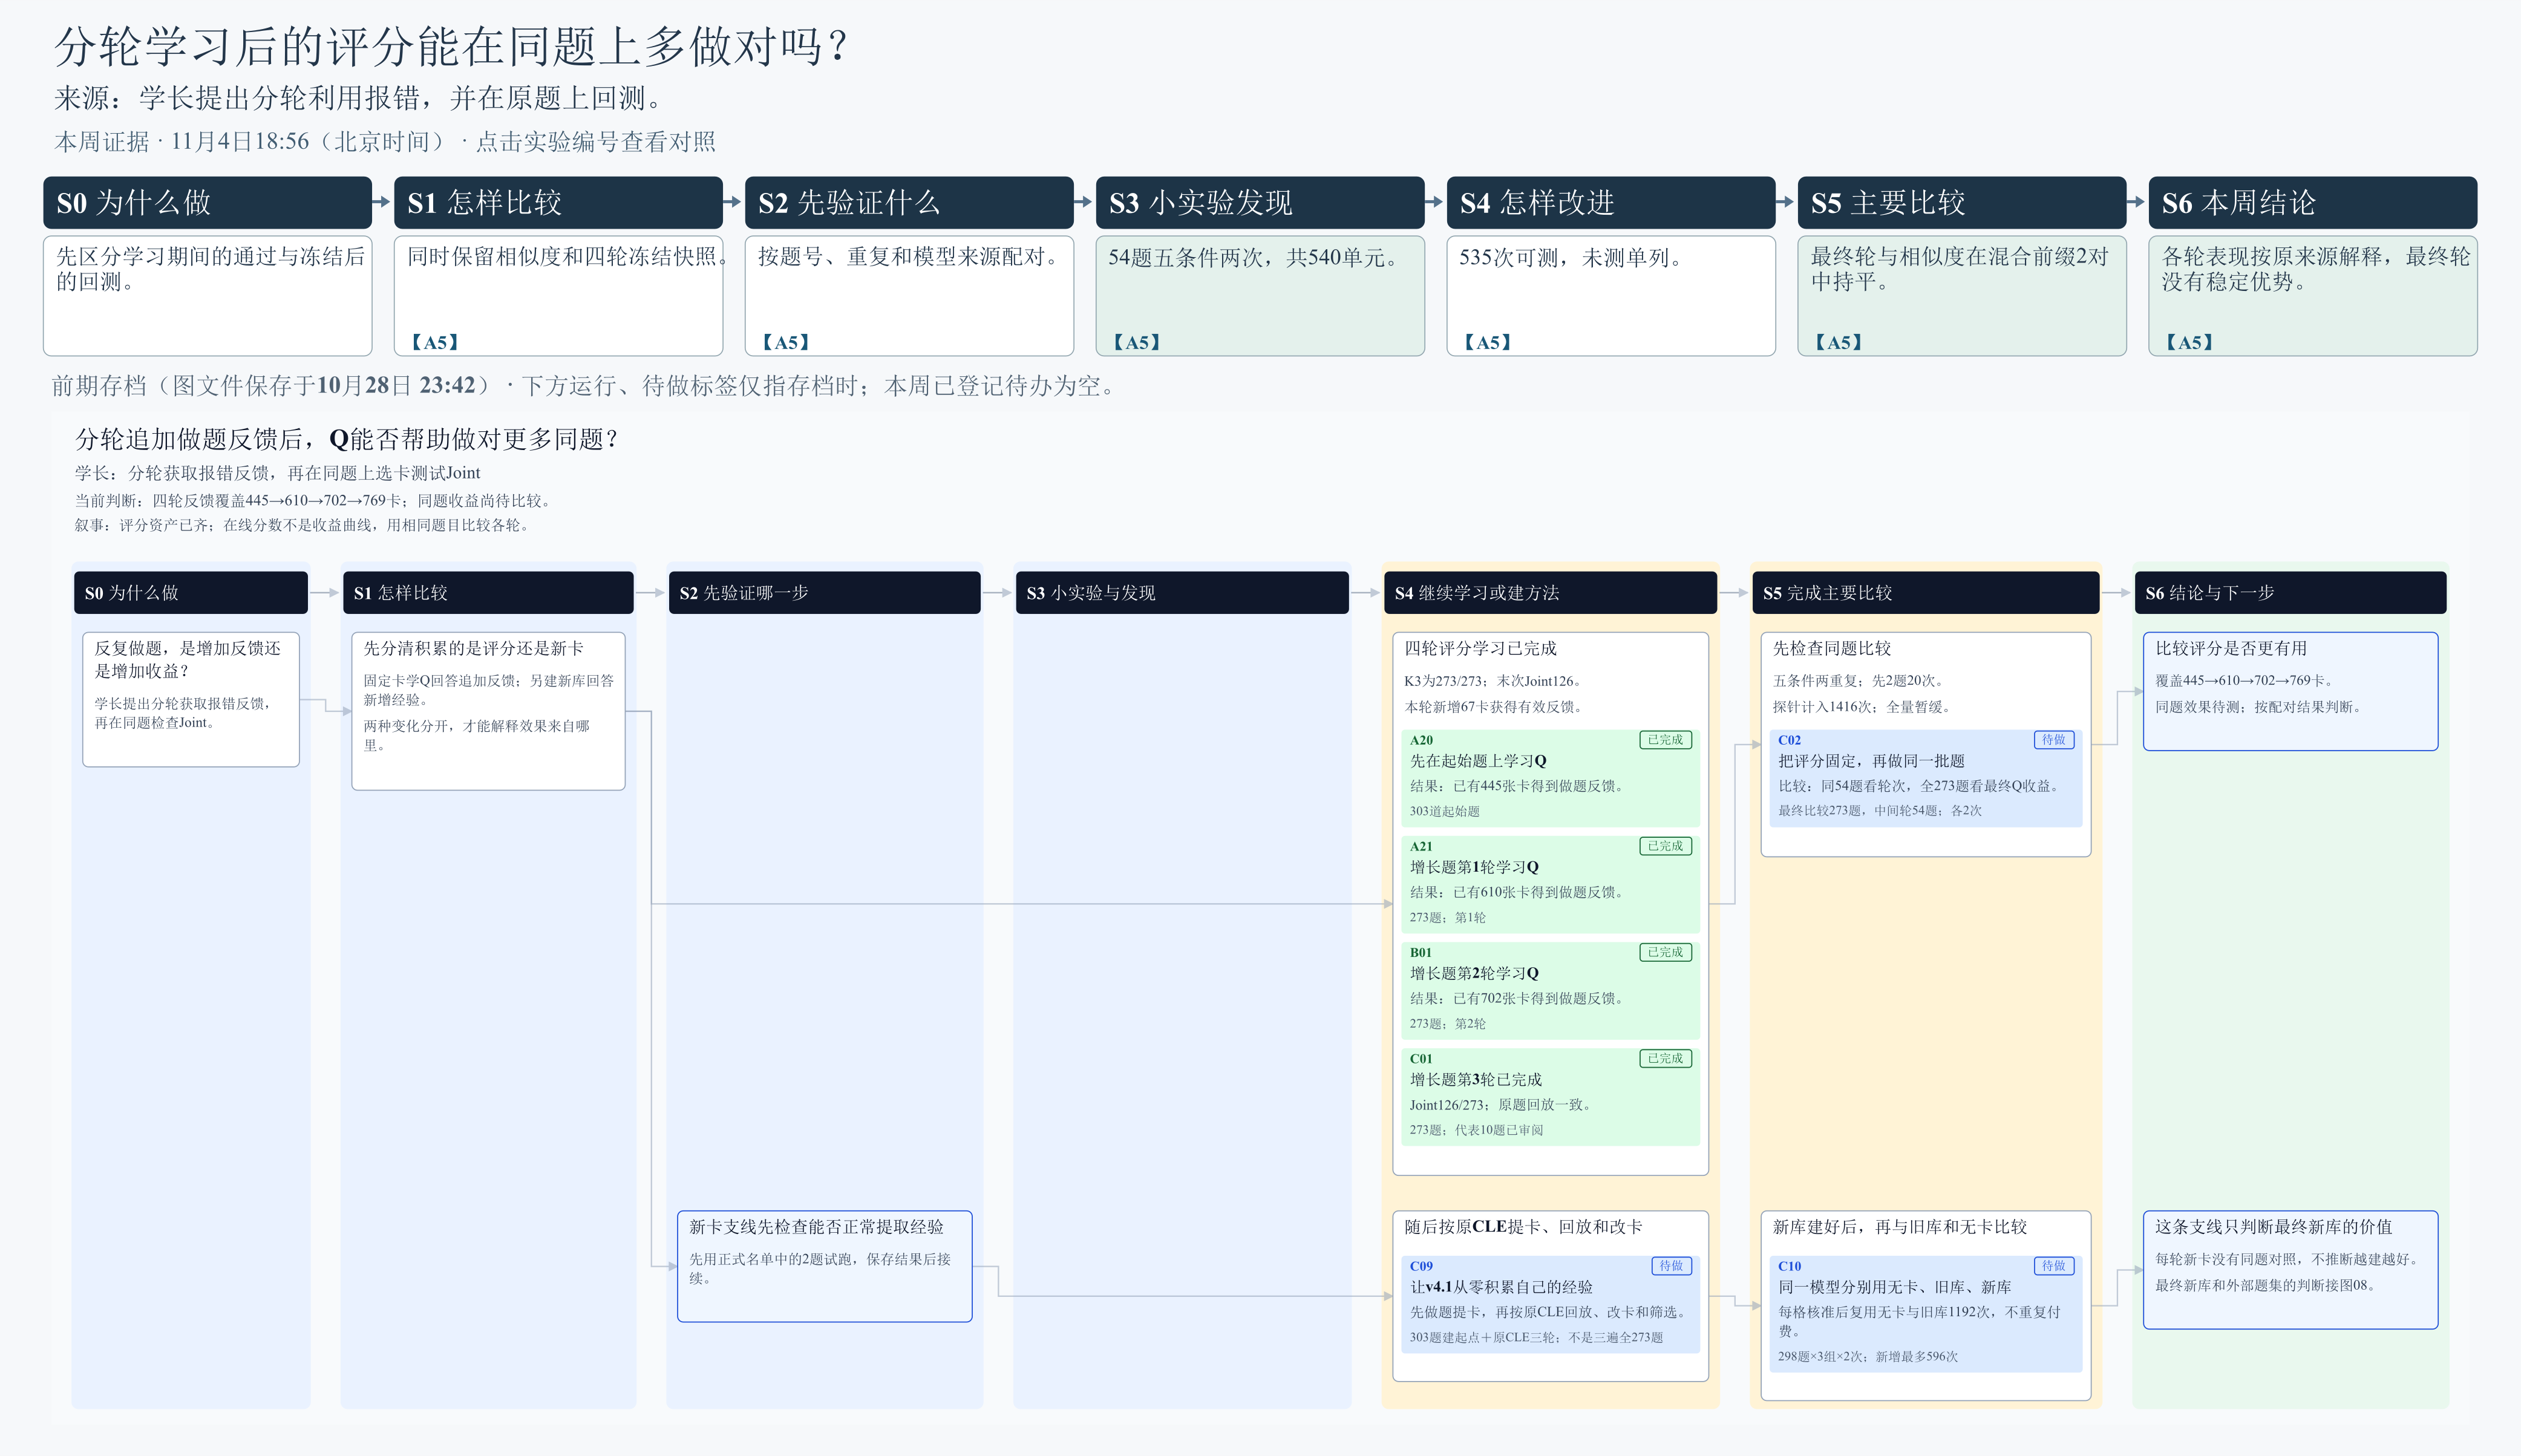 分轮学习后的评分能在同题上多做对吗？
来源：学长提出分轮利用报错，并在原题上回测。
本周证据 · 11月4日18:56（北京时间） · 点击实验编号查看对照
S0 为什么做
先区分学习期间的通过与冻结后
的回测。
S1 怎样比较
同时保留相似度和四轮冻结快照。
【A5】
S2 先验证什么
按题号、重复和模型来源配对。
【A5】
S3 小实验发现
54题五条件两次，共540单元。
【A5】
S4 怎样改进
535次可测，未测单列。
【A5】
S5 主要比较
最终轮与相似度在混合前缀2对
中持平。
【A5】
S6 本周结论
各轮表现按原来源解释，最终轮
没有稳定优势。
【A5】
前期存档（图文件保存于10月28日 23:42） · 下方运行、待做标签仅指存档时；本周已登记待办为空。
分轮追加做题反馈后，Q能否帮助做对更多同题？
学长：分轮获取报错反馈，再在同题上选卡测试Joint
当前判断：四轮反馈覆盖445→610→702→769卡；同题收益尚待比较。
叙事：评分资产已齐；在线分数不是收益曲线，用相同题目比较各轮。
S0 为什么做
反复做题，是增加反馈还
是增加收益？
学长提出分轮获取报错反馈，
再在同题检查Joint。
S1 怎样比较
先分清积累的是评分还是新卡
固定卡学Q回答追加反馈；另建新库回答
新增经验。
两种变化分开，才能解释效果来自哪
里。
S2 先验证哪一步
新卡支线先检查能否正常提取经验
先用正式名单中的2题试跑，保存结果后接
续。
S3 小实验与发现
S4 继续学习或建方法
四轮评分学习已完成
K3为273/273；末次Joint126。
本轮新增67卡获得有效反馈。
A20
已完成
先在起始题上学习Q
结果：已有445张卡得到做题反馈。
303道起始题
A21
已完成
增长题第1轮学习Q
结果：已有610张卡得到做题反馈。
273题；第1轮
B01
已完成
增长题第2轮学习Q
结果：已有702张卡得到做题反馈。
273题；第2轮
C01
已完成
增长题第3轮已完成
Joint126/273；原题回放一致。
273题；代表10题已审阅
随后按原CLE提卡、回放和改卡
C09
待做
让v4.1从零积累自己的经验
先做题提卡，再按原CLE回放、改卡和筛选。
303题建起点＋原CLE三轮；不是三遍全273题
S5 完成主要比较
先检查同题比较
五条件两重复；先2题20次。
探针计入1416次；全量暂缓。
C02
待做
把评分固定，再做同一批题
比较：同54题看轮次，全273题看最终Q收益。
最终比较273题，中间轮54题；各2次
新库建好后，再与旧库和无卡比较
C10
待做
同一模型分别用无卡、旧库、新库
每格核准后复用无卡与旧库1192次，不重复付
费。
298题×3组×2次；新增最多596次
S6 结论与下一步
比较评分是否更有用
覆盖445→610→702→769卡。
同题效果待测；按配对结果判断。
这条支线只判断最终新库的价值
每轮新卡没有同题对照，不推断越建越好。
最终新库和外部题集的判断接图08。